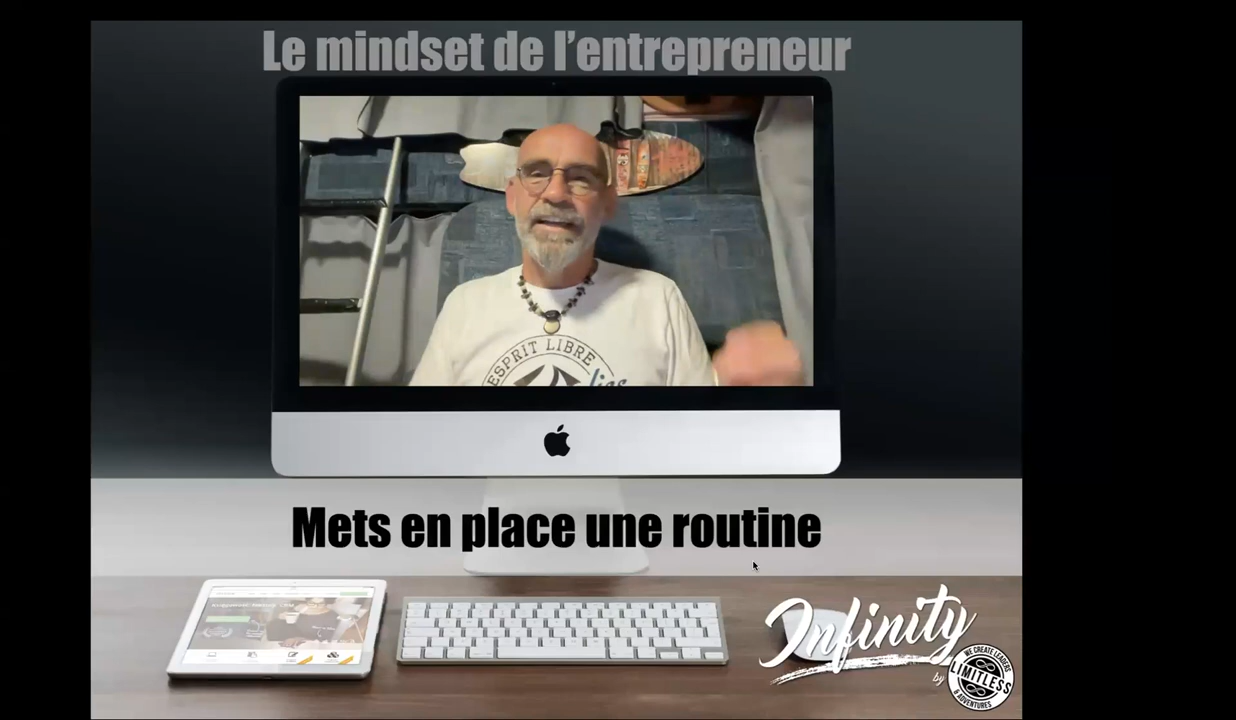 Le mindset de l’entrepreneur
ESPRIT LIBRE
Mets en place une routine
Infinity
by
WE CREATE LEADERS
LIMITLESS
& ADVENTURES